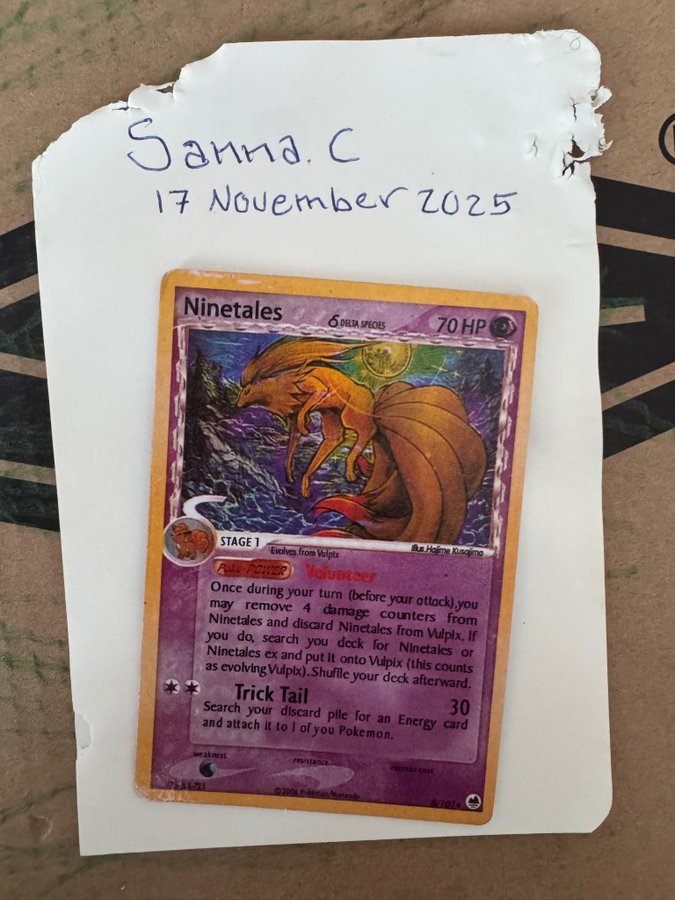 Sanna. C
17 November 2025
Ninetales
δ DELTA SPECIES
70 HP
STAGE 1
Evolves from Vulpix
Illus. Hajime Kusajima
POKé-POWER Volunteer
Once during your turn (before your attack),you
may remove 4 damage counters from
Ninetales and discard Ninetales from Vulpix. If
you do, search you deck for Ninetales or
Ninetales ex and put it onto Vulpix (this counts
as evolving Vulpix).Shuffle your deck afterward.
Trick Tail 30
Search your discard pile for an Energy card
and attach it to 1 of you Pokemon.
weakness
resistance
retreat cost
©2006 Pokémon/Nintendo
8/101